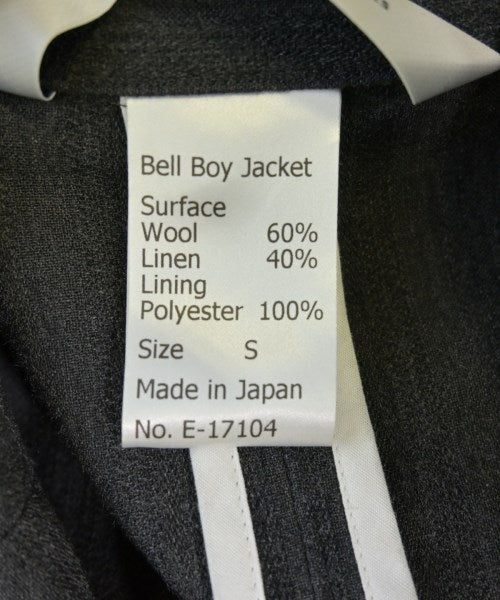 Bell Boy Jacket
Surface
Wool 60%
Linen 40%
Lining
Polyester 100%
Size S
Made in Japan
No. E-17104